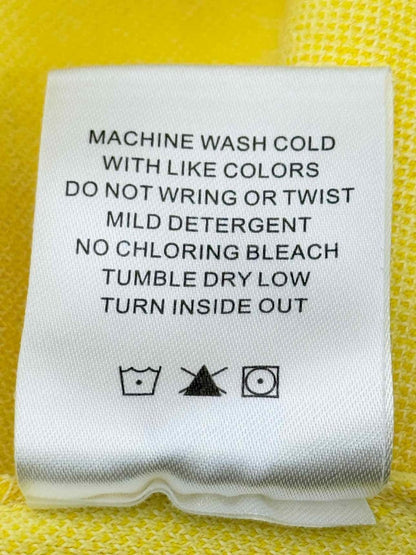 MACHINE WASH COLD
WITH LIKE COLORS
DO NOT WRING OR TWIST
MILD DETERGENT
NO CHLORING BLEACH
TUMBLE DRY LOW
TURN INSIDE OUT